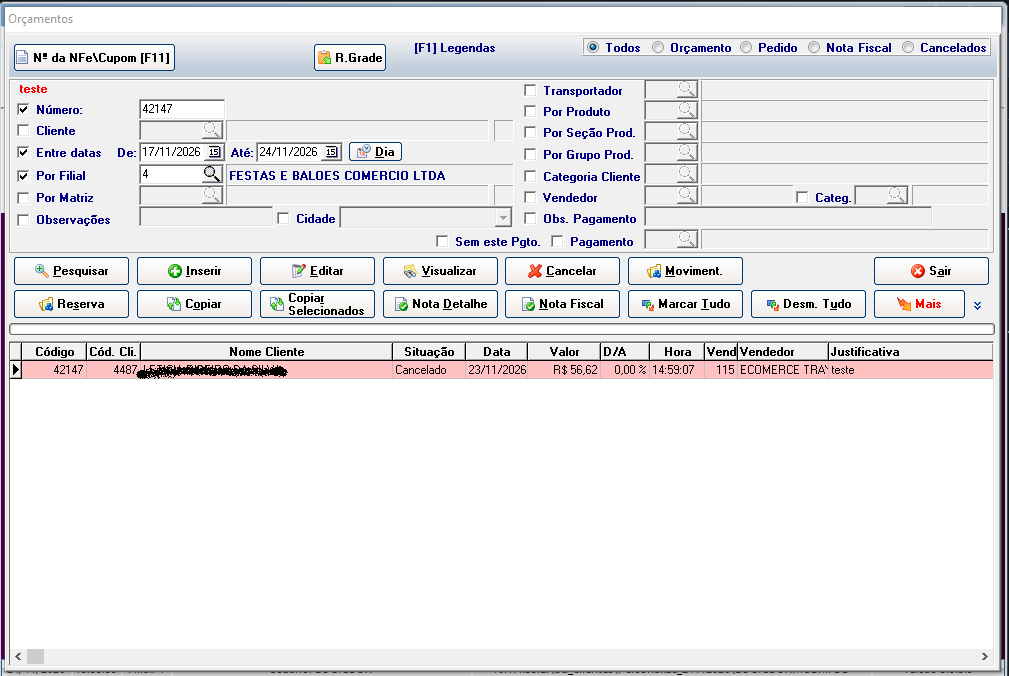 Orçamentos
Nª da NFe\Cupom [F11]
R.Grade
[F1] Legendas
Todos Orçamento Pedido Nota Fiscal Cancelados
teste
Número: 42147
Cliente
Entre datas De: 17/11/2026 15 Até: 24/11/2026 15 Dia
Por Filial 4 FESTAS E BALOES COMERCIO LTDA
Por Matriz
Observações Cidade
Transportador
Por Produto
Por Seção Prod.
Por Grupo Prod.
Categoria Cliente
Vendedor Categ.
Obs. Pagamento
Sem este Pgto. Pagamento
Pesquisar Inserir Editar Visualizar Cancelar Moviment. Sair
Reserva Copiar Copiar Selecionados Nota Detalhe Nota Fiscal Marcar Tudo Desm. Tudo Mais
Código Cód. Cli. Nome Cliente Situação Data Valor D/A Hora Vend Vendedor Justificativa
42147 4487 Cancelado 23/11/2026 R$ 56,62 0,00 % 14:59:07 115 ECOMERCE TRAY teste